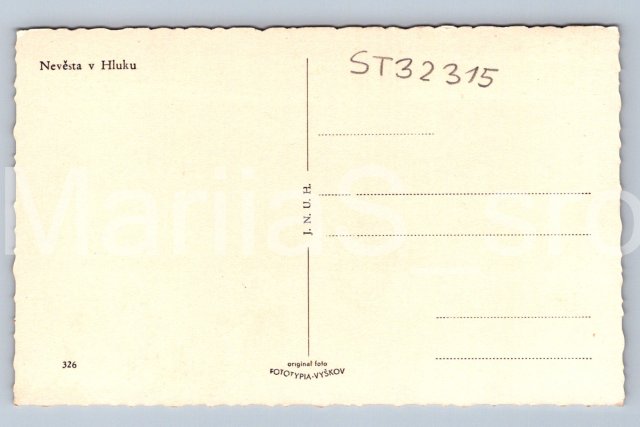 Nevěsta v Hluku
ST32315
J. N. U. H.
326
original foto
FOTOTYPIA-VYŠKOV
MariiaS_sro